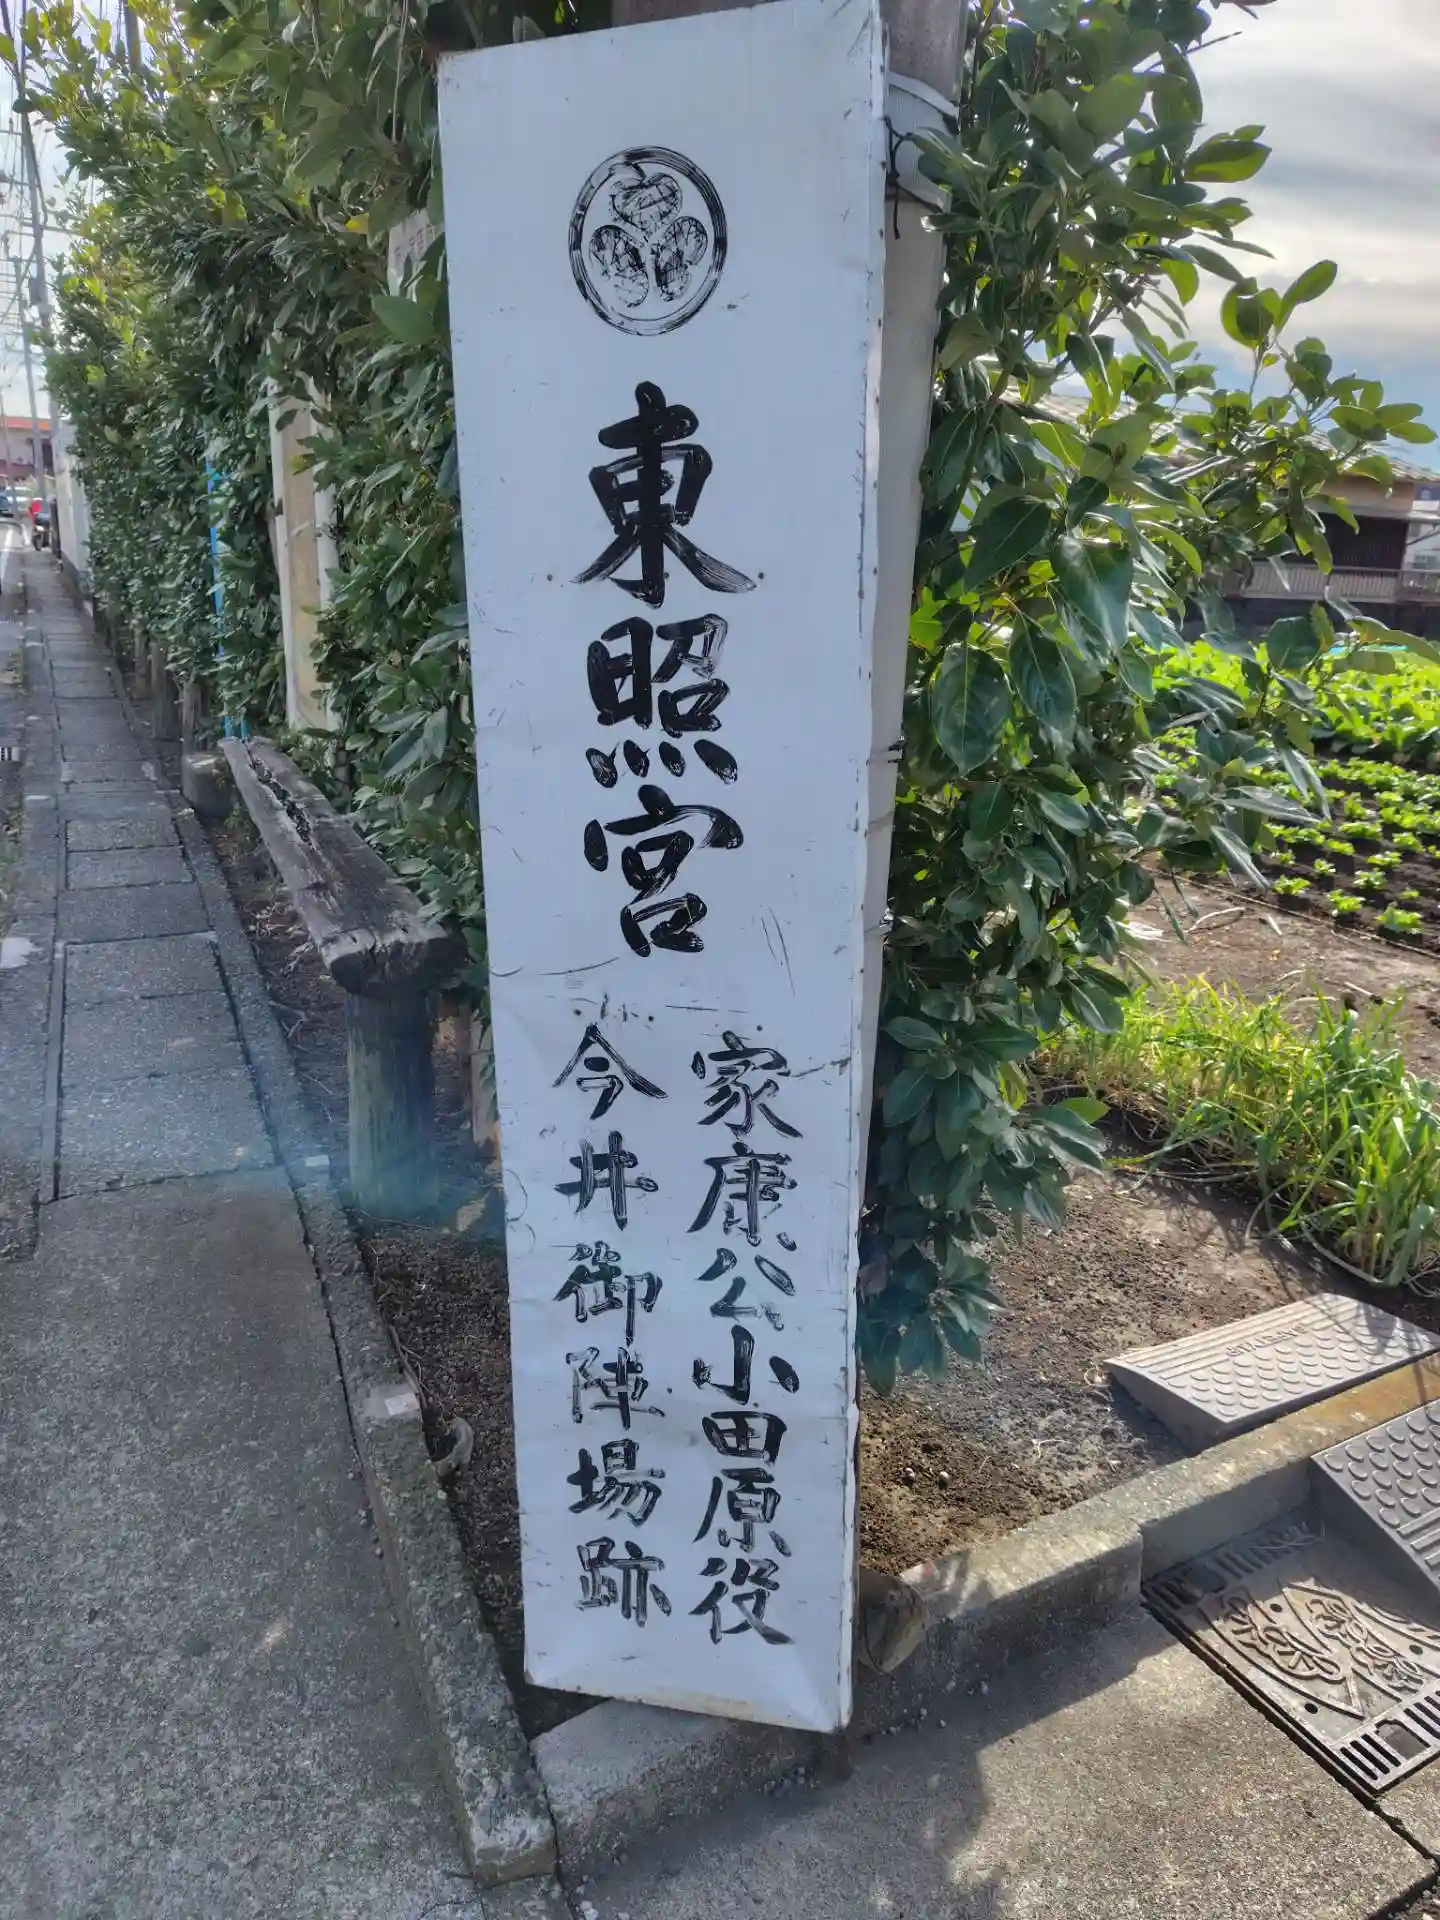 東照宮
家康公小田原役
今井御陣場跡